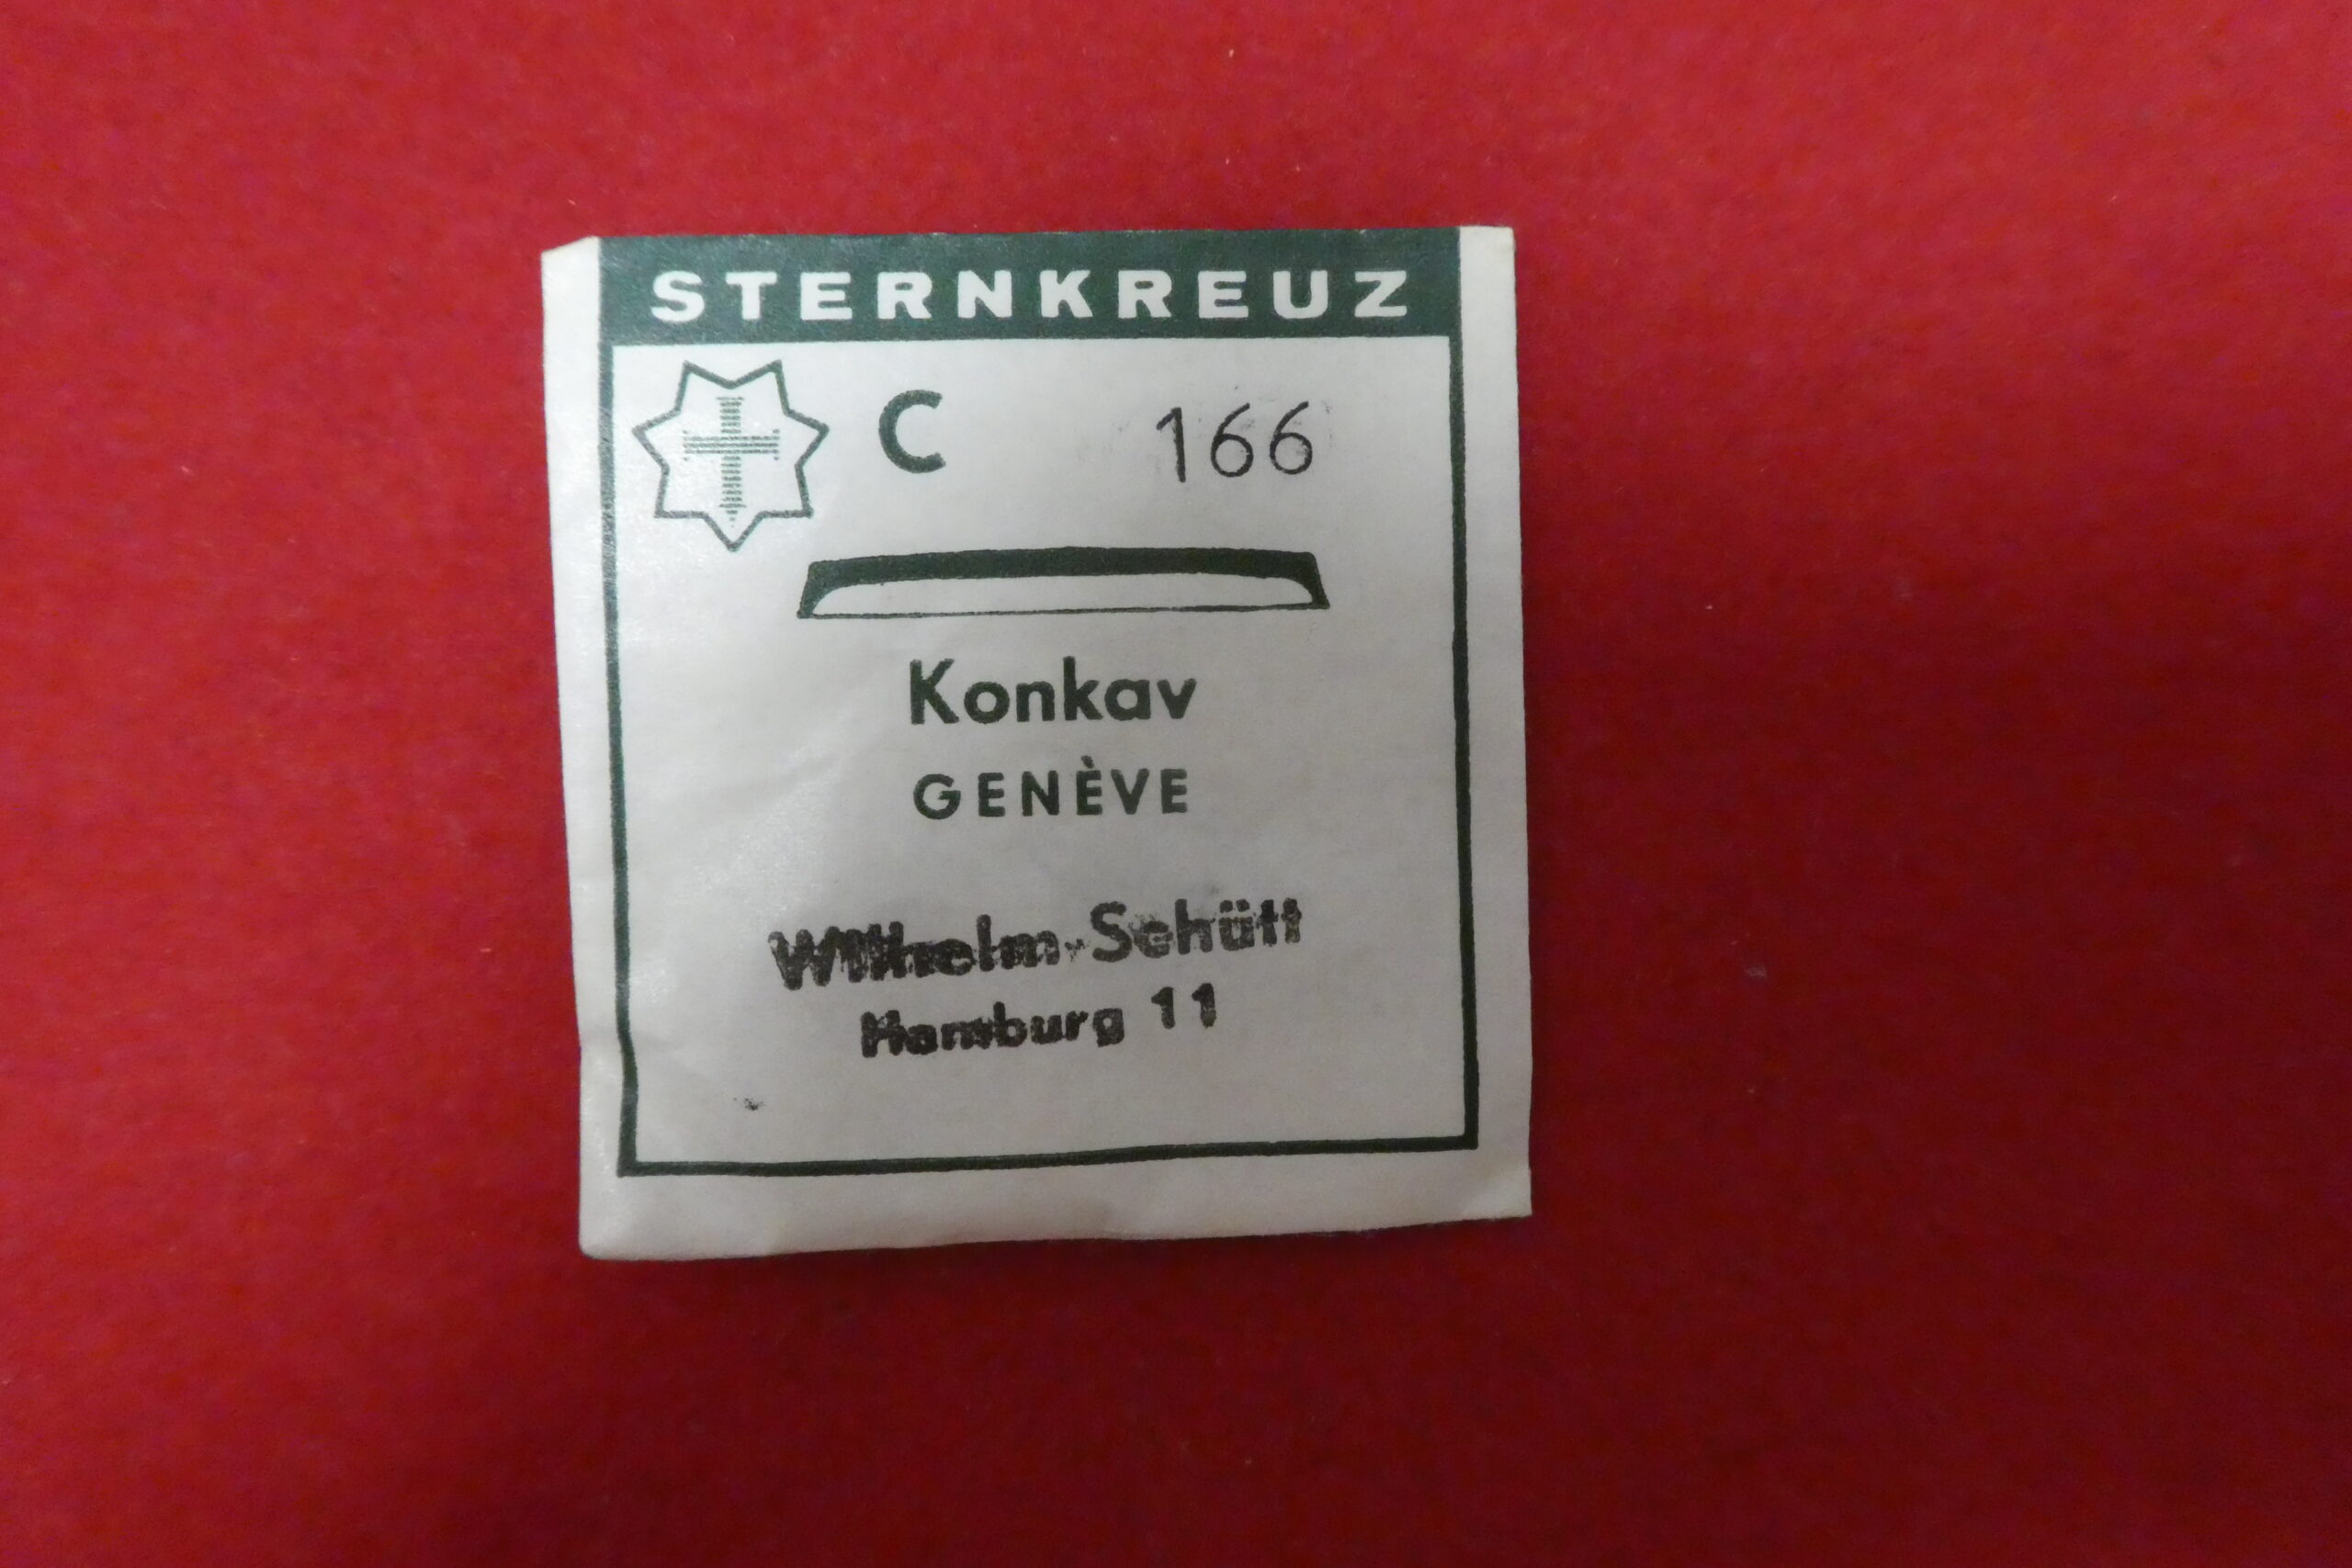 STERNKREUZ
C 166
Konkav
GENÈVE
Wilhelm Schütt
Hamburg 11